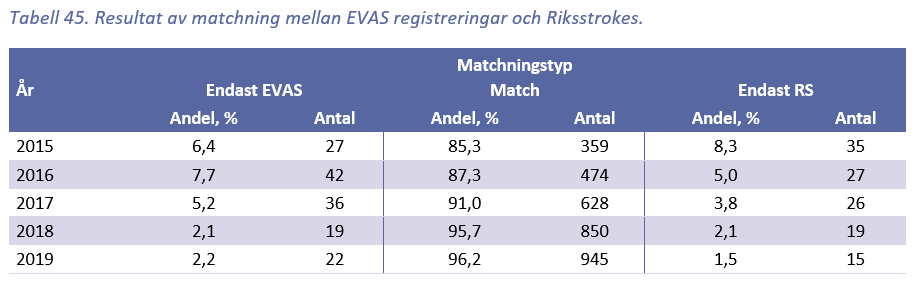 Tabell 45. Resultat av matchning mellan EVAS registreringar och Riksstrokes.
Matchningstyp
År Endast EVAS Match Endast RS
Andel, % Antal Andel, % Antal Andel, % Antal
2015 6,4 27 85,3 359 8,3 35
2016 7,7 42 87,3 474 5,0 27
2017 5,2 36 91,0 628 3,8 26
2018 2,1 19 95,7 850 2,1 19
2019 2,2 22 96,2 945 1,5 15